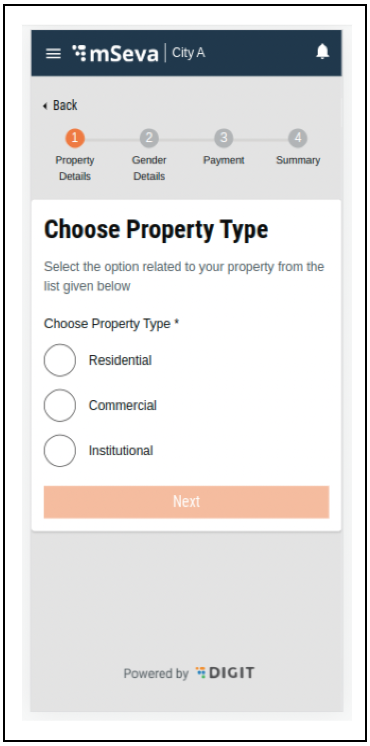 mSeva | City A
Back
1 2 3 4
Property Gender Payment Summary
Details Details
Choose Property Type
Select the option related to your property from the
list given below
Choose Property Type *
Residential
Commercial
Institutional
Next
Powered by DIGIT